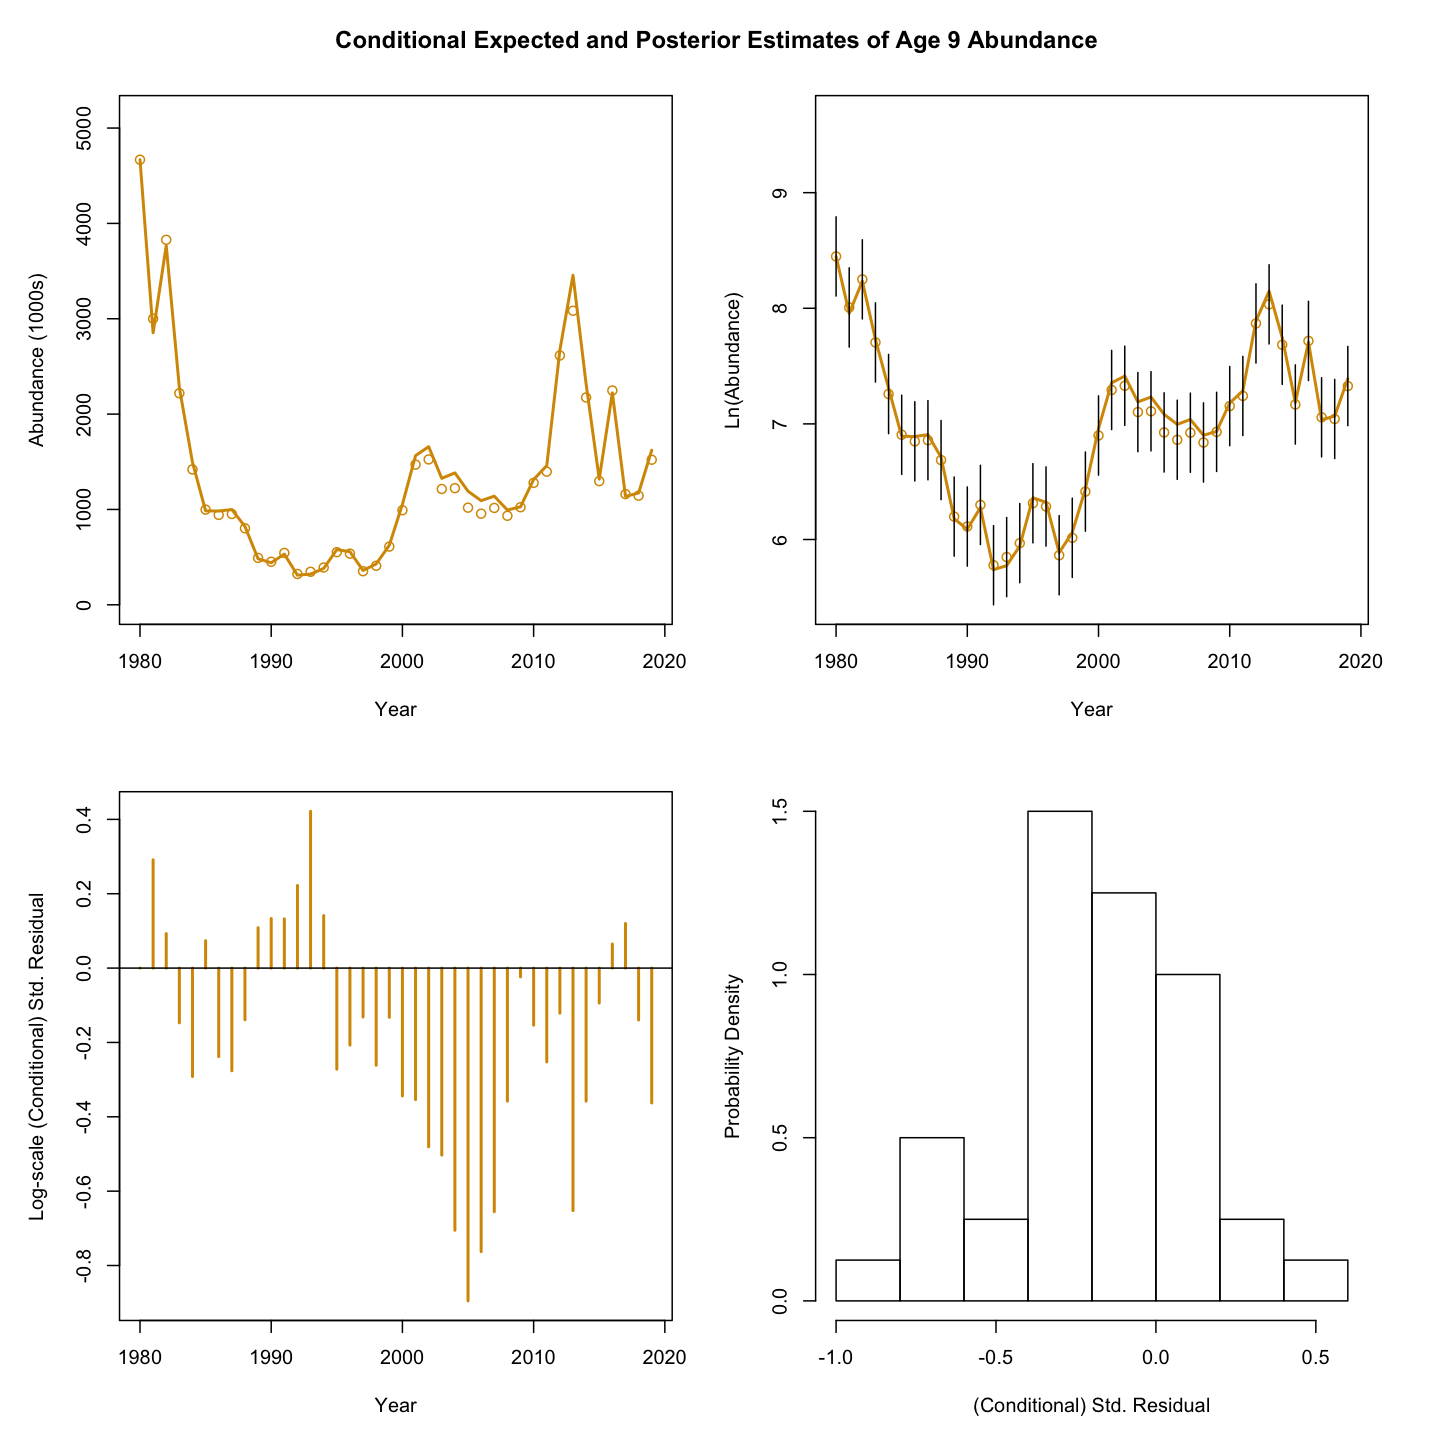 Conditional Expected and Posterior Estimates of Age 9 Abundance
Abundance (1000s)
0 1000 2000 3000 4000 5000
1980 1990 2000 2010 2020
Year
Ln(Abundance)
6 7 8 9
1980 1990 2000 2010 2020
Year
Log-scale (Conditional) Std. Residual
-0.8 -0.6 -0.4 -0.2 0.0 0.2 0.4
1980 1990 2000 2010 2020
Year
Probability Density
0.0 0.5 1.0 1.5
-1.0 -0.5 0.0 0.5
(Conditional) Std. Residual